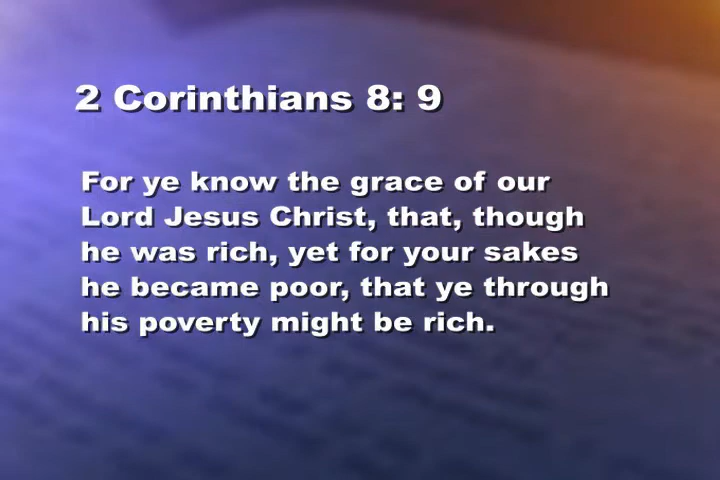 2 Corinthians 8: 9
For ye know the grace of our
Lord Jesus Christ, that, though
he was rich, yet for your sakes
he became poor, that ye through
his poverty might be rich.